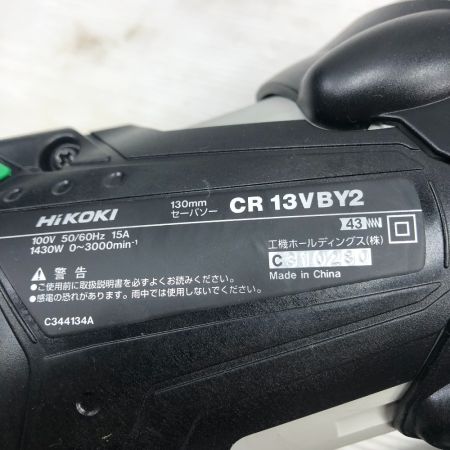 130mm
HiKOKI セーバソー CR 13VBY2
100V 50/60Hz 15A
1430W 0~3000min-1
43
工機ホールディングス(株)
C310230
Made in China
警告
●ご使用前に取扱説明書を必ずよくお読みください。
●感電の恐れがあります。雨中では使用しないでください。
C344134A